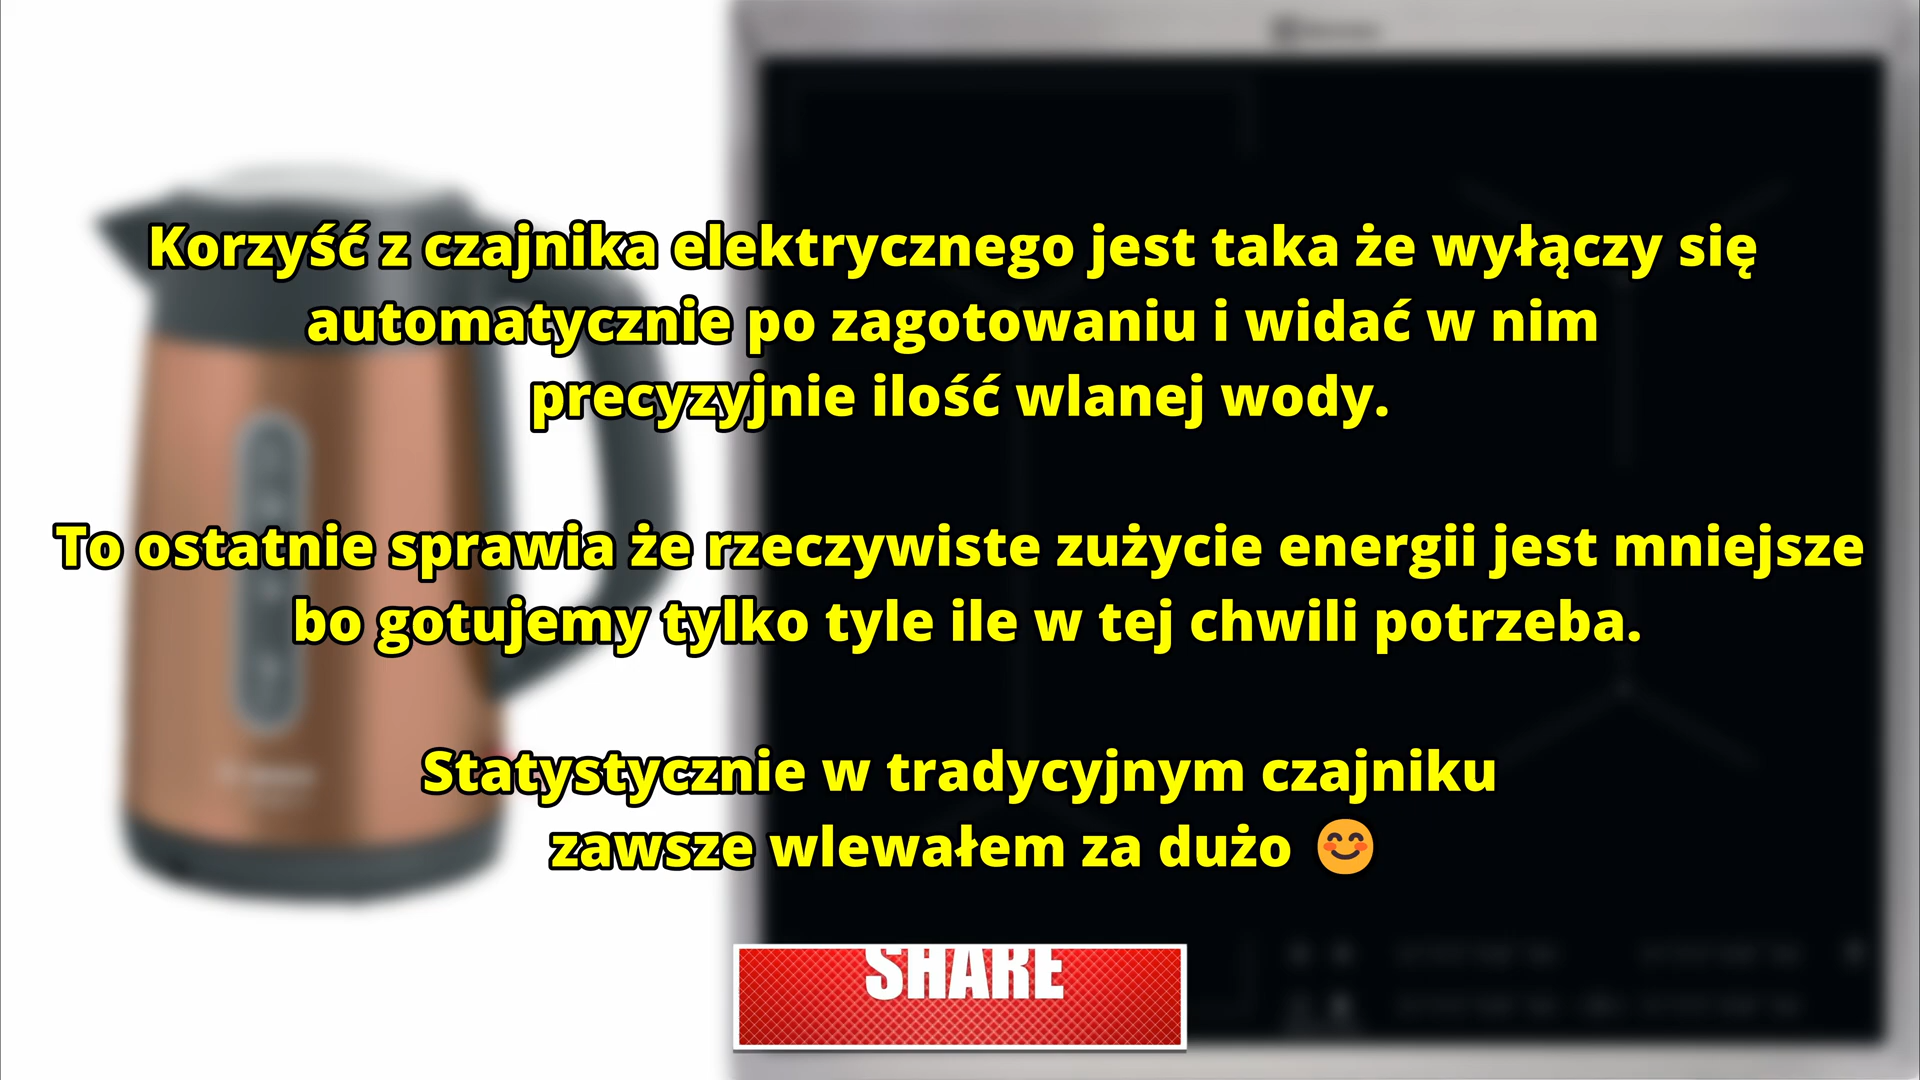 Korzyść z czajnika elektrycznego jest taka że wyłączy się
automatycznie po zagotowaniu i widać w nim
precyzyjnie ilość wlanej wody.
To ostatnie sprawia że rzeczywiste zużycie energii jest mniejsze
bo gotujemy tylko tyle ile w tej chwili potrzeba.
Statystycznie w tradycyjnym czajniku
zawsze wlewałem za dużo 😊
SHARE